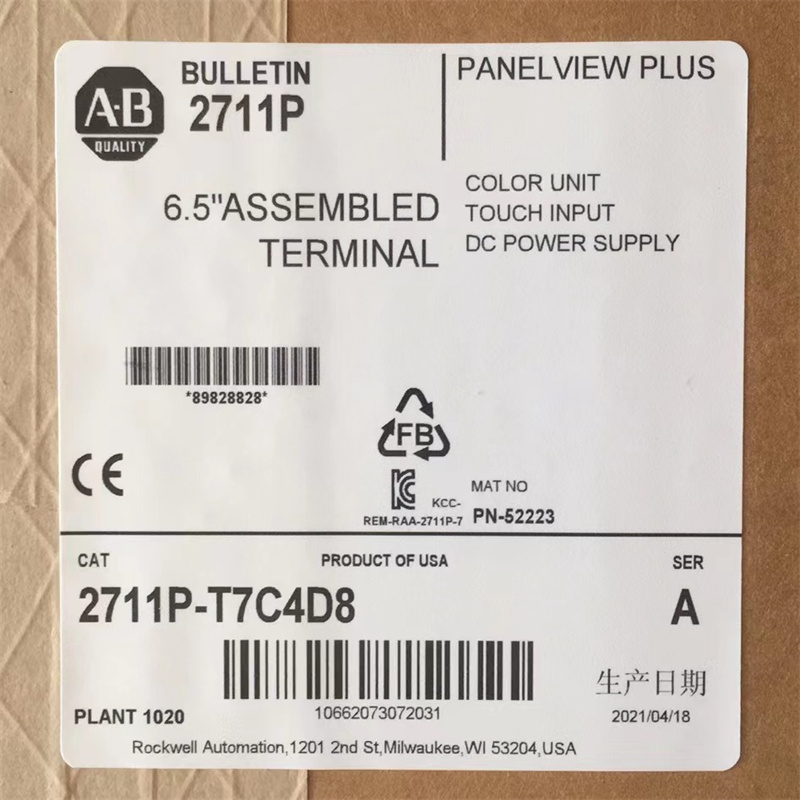 A-B
QUALITY
BULLETIN
2711P
PANELVIEW PLUS
6.5"ASSEMBLED
TERMINAL
COLOR UNIT
TOUCH INPUT
DC POWER SUPPLY
*89828828*
FB
CE
KCC-
REM-RAA-2711P-7
MAT NO
PN-52223
CAT
PRODUCT OF USA
SER
2711P-T7C4D8
A
生产日期
PLANT 1020
10662073072031
2021/04/18
Rockwell Automation,1201 2nd St,Milwaukee,WI 53204,USA